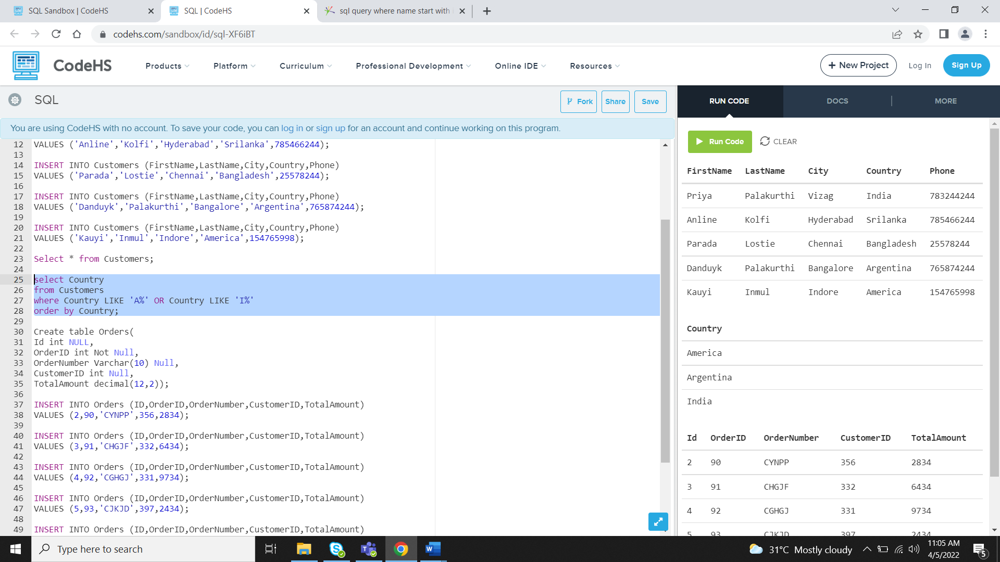 SQL Sandbox | CodeHS
SQL | CodeHS
sql query where name start with
codehs.com/sandbox/id/sql-XF6iBT
CodeHS
Products
Platform
Curriculum
Professional Development
Online IDE
Resources
+ New Project
Log In
Sign Up
SQL
Fork
Share
Save
RUN CODE
DOCS
MORE
You are using CodeHS with no account. To save your code, you can log in or sign up for an account and continue working on this program.
12 VALUES ('Anline','Kolfi','Hyderabad','Srilanka',785466244);
13
14 INSERT INTO Customers (FirstName,LastName,City,Country,Phone)
15 VALUES ('Parada','Lostie','Chennai','Bangladesh',25578244);
16
17 INSERT INTO Customers (FirstName,LastName,City,Country,Phone)
18 VALUES ('Danduyk','Palakurthi','Bangalore','Argentina',765874244);
19
20 INSERT INTO Customers (FirstName,LastName,City,Country,Phone)
21 VALUES ('Kauyi','Inmul','Indore','America',154765998);
22
23 Select * from Customers;
24
25 select Country
26 from Customers
27 where Country LIKE 'A%' OR Country LIKE 'I%'
28 order by Country;
29
30 Create table Orders(
31 Id int NULL,
32 OrderID int Not Null,
33 OrderNumber Varchar(10) Null,
34 CustomerID int Null,
35 TotalAmount decimal(12,2));
36
37 INSERT INTO Orders (ID,OrderID,OrderNumber,CustomerID,TotalAmount)
38 VALUES (2,90,'CYNPP',356,2834);
39
40 INSERT INTO Orders (ID,OrderID,OrderNumber,CustomerID,TotalAmount)
41 VALUES (3,91,'CHGJF',332,6434);
42
43 INSERT INTO Orders (ID,OrderID,OrderNumber,CustomerID,TotalAmount)
44 VALUES (4,92,'CGHGJ',331,9734);
45
46 INSERT INTO Orders (ID,OrderID,OrderNumber,CustomerID,TotalAmount)
47 VALUES (5,93,'CJKJD',397,2434);
48
49 INSERT INTO Orders (ID,OrderID,OrderNumber,CustomerID,TotalAmount)
Run Code
CLEAR
FirstName LastName City Country Phone
Priya Palakurthi Vizag India 783244244
Anline Kolfi Hyderabad Srilanka 785466244
Parada Lostie Chennai Bangladesh 25578244
Danduyk Palakurthi Bangalore Argentina 765874244
Kauyi Inmul Indore America 154765998
Country
America
Argentina
India
Id OrderID OrderNumber CustomerID TotalAmount
2 90 CYNPP 356 2834
3 91 CHGJF 332 6434
4 92 CGHGJ 331 9734
5 93 CJKJD 397 2434
Type here to search
31°C Mostly cloudy
11:05 AM
4/5/2022
5